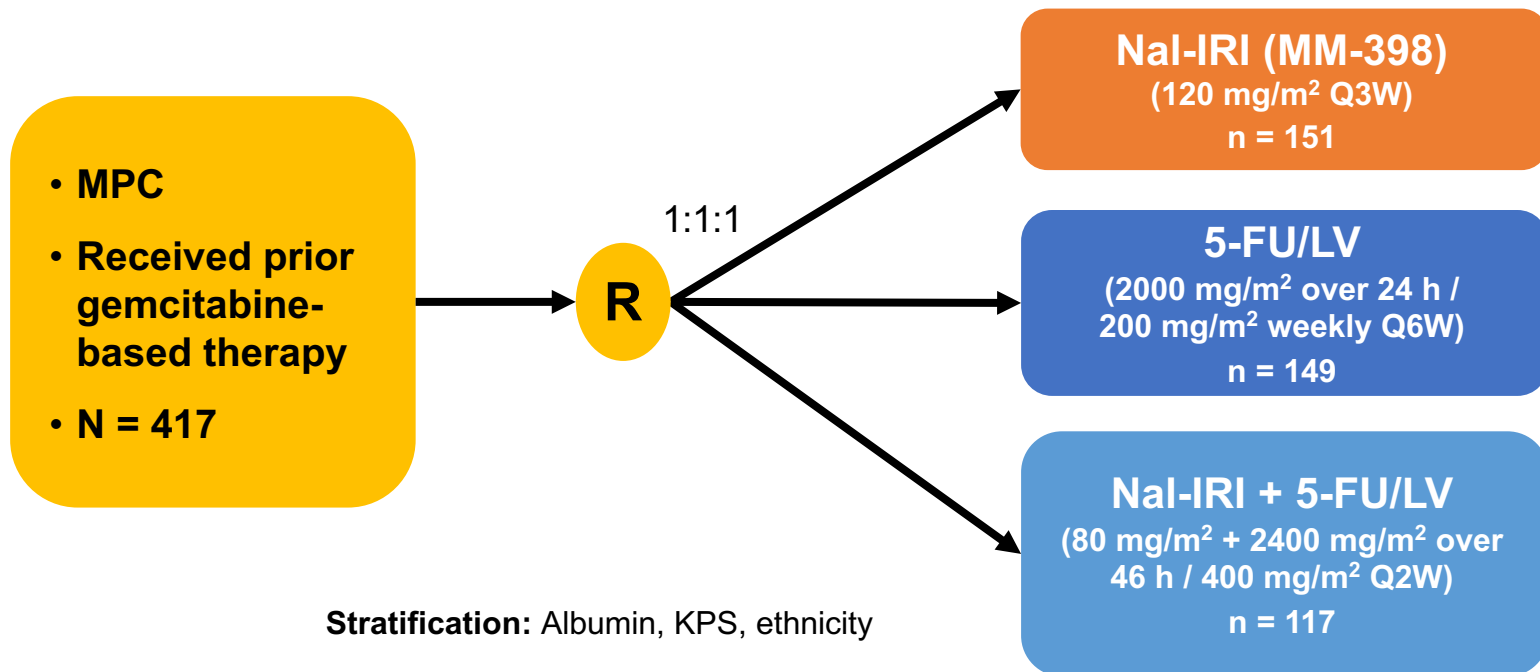 • MPC
• Received prior
gemcitabine-
based therapy
• N = 417
R
1:1:1
Nal-IRI (MM-398)
(120 mg/m² Q3W)
n = 151
5-FU/LV
(2000 mg/m² over 24 h /
200 mg/m² weekly Q6W)
n = 149
Nal-IRI + 5-FU/LV
(80 mg/m² + 2400 mg/m² over
46 h / 400 mg/m² Q2W)
n = 117
Stratification: Albumin, KPS, ethnicity